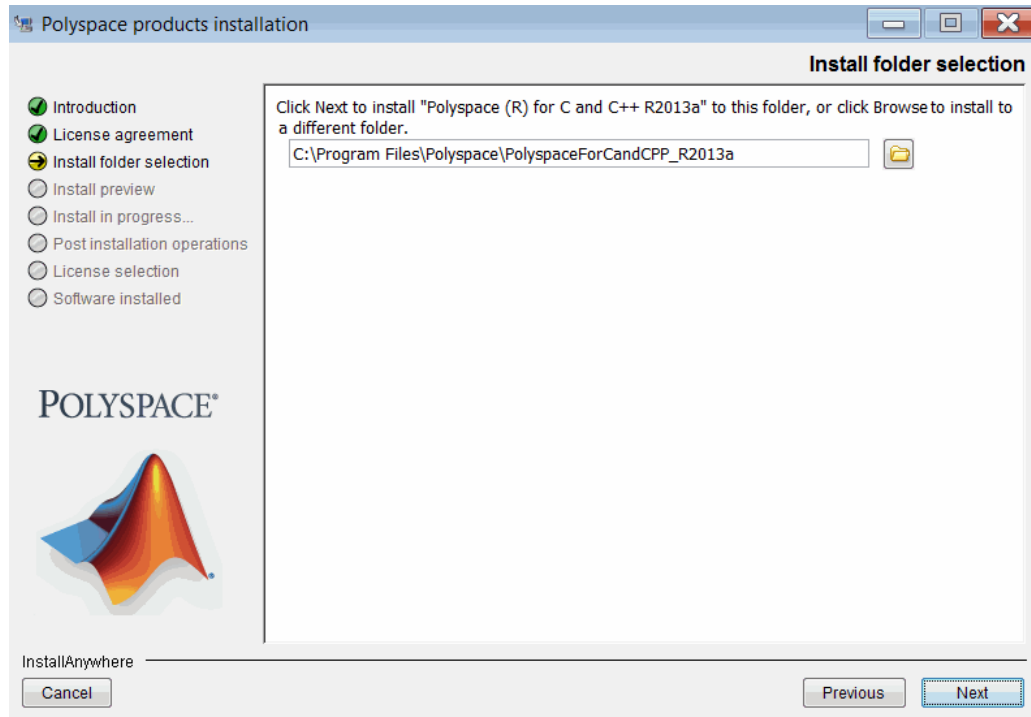 Polyspace products installation
Install folder selection
Introduction
License agreement
Install folder selection
Install preview
Install in progress...
Post installation operations
License selection
Software installed
POLYSPACE®
Click Next to install "Polyspace (R) for C and C++ R2013a" to this folder, or click Browse to install to
a different folder.
C:\Program Files\Polyspace\PolyspaceForCandCPP_R2013a
InstallAnywhere
Cancel
Previous
Next